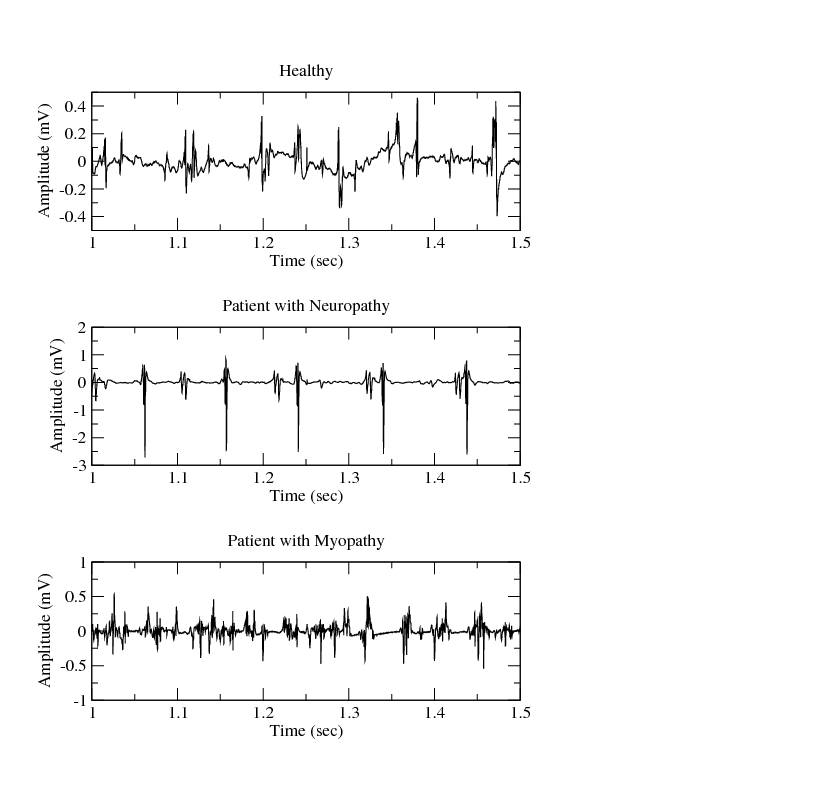 Healthy
Amplitude (mV)
0.4
0.2
0
-0.2
-0.4
1 1.1 1.2 1.3 1.4 1.5
Time (sec)
Patient with Neuropathy
Amplitude (mV)
2
1
0
-1
-2
-3
1 1.1 1.2 1.3 1.4 1.5
Time (sec)
Patient with Myopathy
Amplitude (mV)
1
0.5
0
-0.5
-1
1 1.1 1.2 1.3 1.4 1.5
Time (sec)